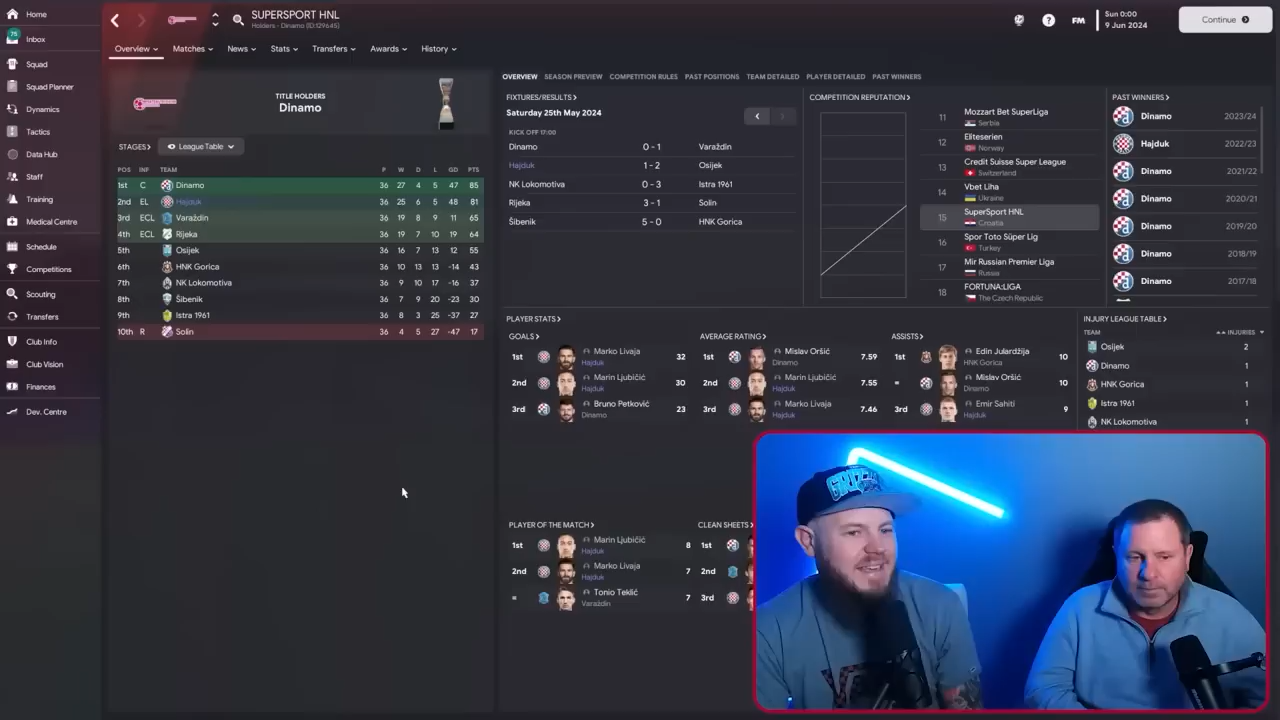 Home
75
Inbox
Squad
Squad Planner
Dynamics
Tactics
Data Hub
Staff
Training
Medical Centre
Schedule
Competitions
Scouting
Transfers
Club Info
Club Vision
Finances
Dev. Centre
SUPERSPORT HNL
Holders - Dinamo (ID:129645)
FM
Sun 0:00
9 Jun 2024
Continue
Overview Matches News Stats Transfers Awards History
TITLE HOLDERS
Dinamo
STAGES League Table
POS INF TEAM P W D L GD PTS
1st C Dinamo 36 27 4 5 47 85
2nd EL Hajduk 36 25 6 5 48 81
3rd ECL Varaždin 36 19 8 9 11 65
4th ECL Rijeka 36 19 7 10 19 64
5th Osijek 36 16 7 13 12 55
6th HNK Gorica 36 10 13 13 -14 43
7th NK Lokomotiva 36 9 10 17 -16 37
8th Šibenik 36 7 9 20 -23 30
9th Istra 1961 36 8 3 25 -37 27
10th R Solin 36 4 5 27 -47 17
OVERVIEW SEASON PREVIEW COMPETITION RULES PAST POSITIONS TEAM DETAILED PLAYER DETAILED PAST WINNERS
FIXTURES/RESULTS
Saturday 25th May 2024
KICK OFF 17:00
Dinamo 0 - 1 Varaždin
Hajduk 1 - 2 Osijek
NK Lokomotiva 0 - 3 Istra 1961
Rijeka 3 - 1 Solin
Šibenik 5 - 0 HNK Gorica
COMPETITION REPUTATION
11 Mozzart Bet SuperLiga
Serbia
12 Eliteserien
Norway
13 Credit Suisse Super League
Switzerland
14 Vbet Liha
Ukraine
15 SuperSport HNL
Croatia
16 Spor Toto Süper Lig
Turkey
17 Mir Russian Premier Liga
Russia
18 FORTUNA:LIGA
The Czech Republic
PAST WINNERS
Dinamo 2023/24
Hajduk 2022/23
Dinamo 2021/22
Dinamo 2020/21
Dinamo 2019/20
Dinamo 2018/19
Dinamo 2017/18
PLAYER STATS
GOALS
1st Marko Livaja 32
Hajduk
2nd Marin Ljubičić 30
Hajduk
3rd Bruno Petković 23
Dinamo
AVERAGE RATING
1st Mislav Oršić 7.59
Dinamo
2nd Marin Ljubičić 7.55
Hajduk
3rd Marko Livaja 7.46
Hajduk
ASSISTS
1st Edin Julardžija 10
HNK Gorica
= Mislav Oršić 10
Dinamo
3rd Emir Sahiti 9
Hajduk
INJURY LEAGUE TABLE
TEAM INJURIES
Osijek 2
Dinamo 1
HNK Gorica 1
Istra 1961 1
NK Lokomotiva 1
PLAYER OF THE MATCH
1st Marin Ljubičić 8
Hajduk
2nd Marko Livaja 7
Hajduk
= Tonio Teklić 7
Varaždin
CLEAN SHEETS
1st
2nd
3rd